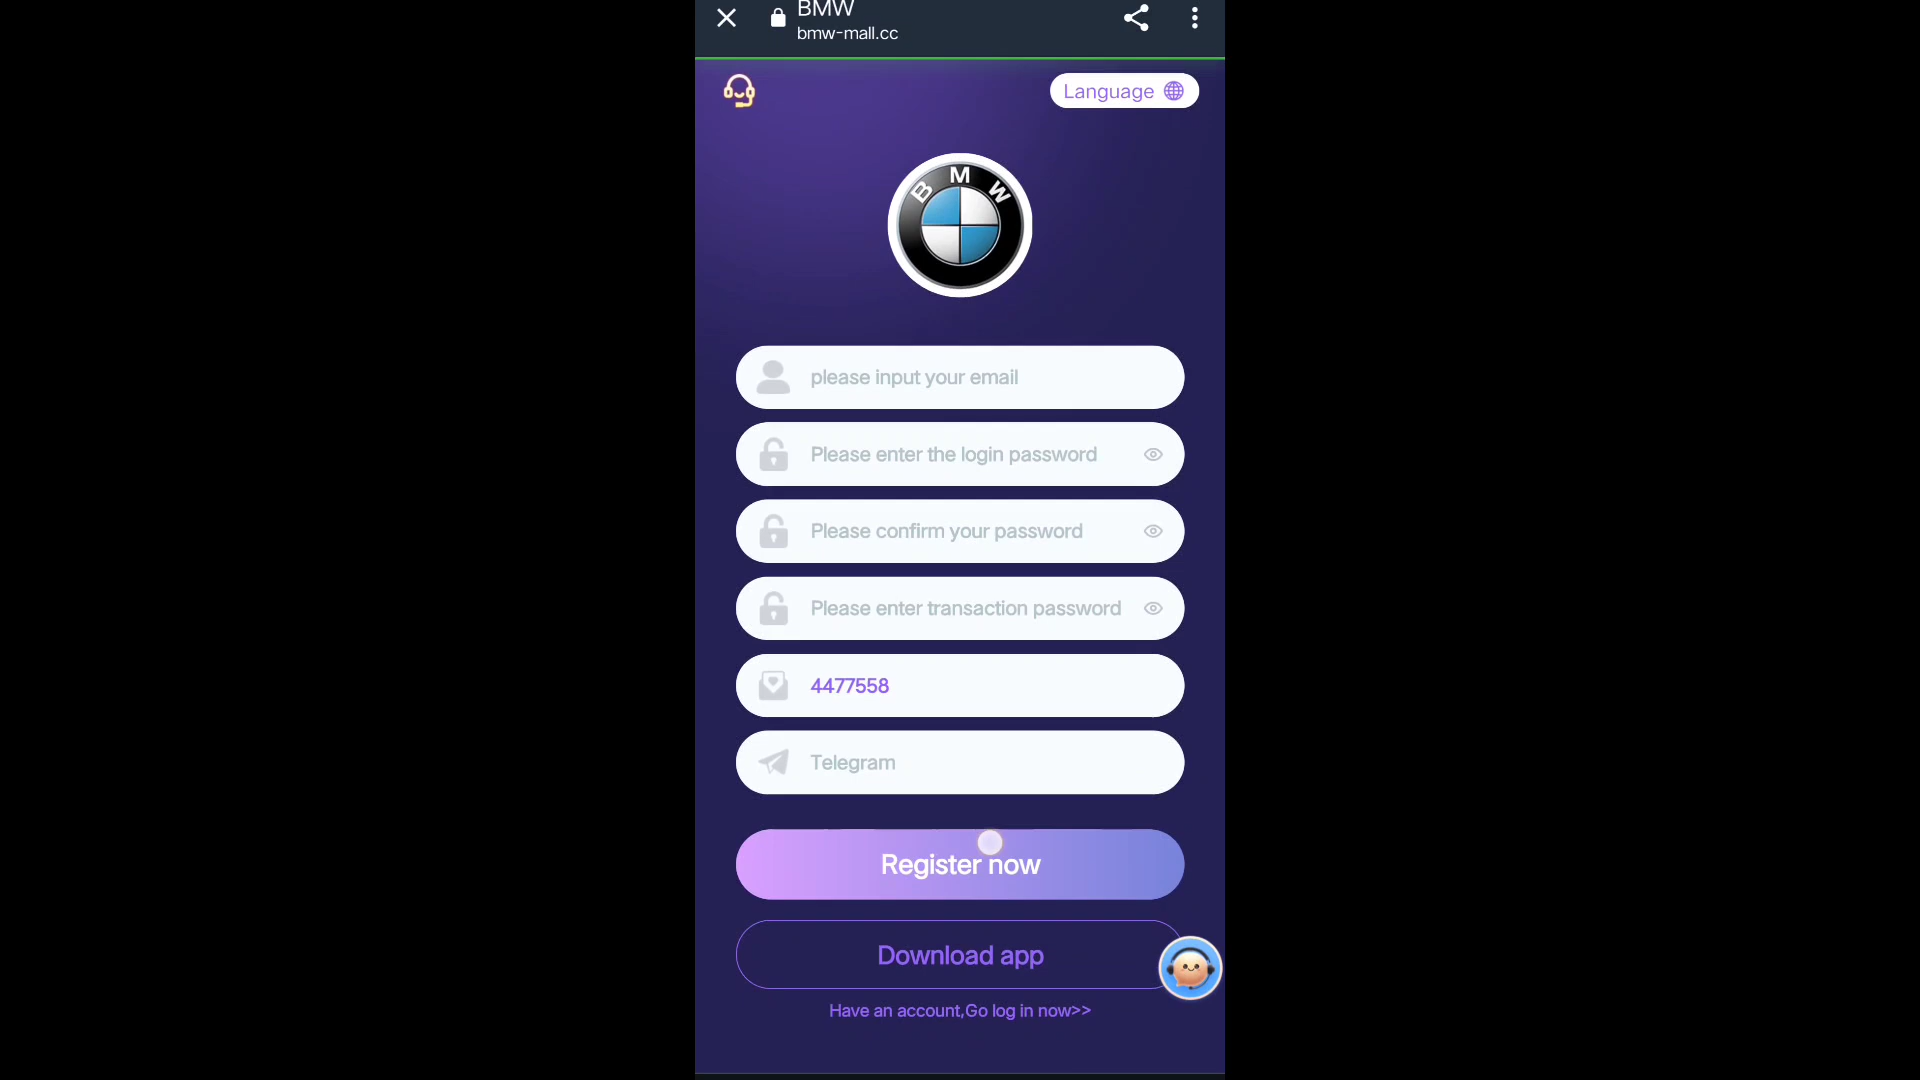 BMW
bmw-mall.cc
Language
BMW
please input your email
Please enter the login password
Please confirm your password
Please enter transaction password
4477558
Telegram
Register now
Download app
Have an account,Go log in now>>